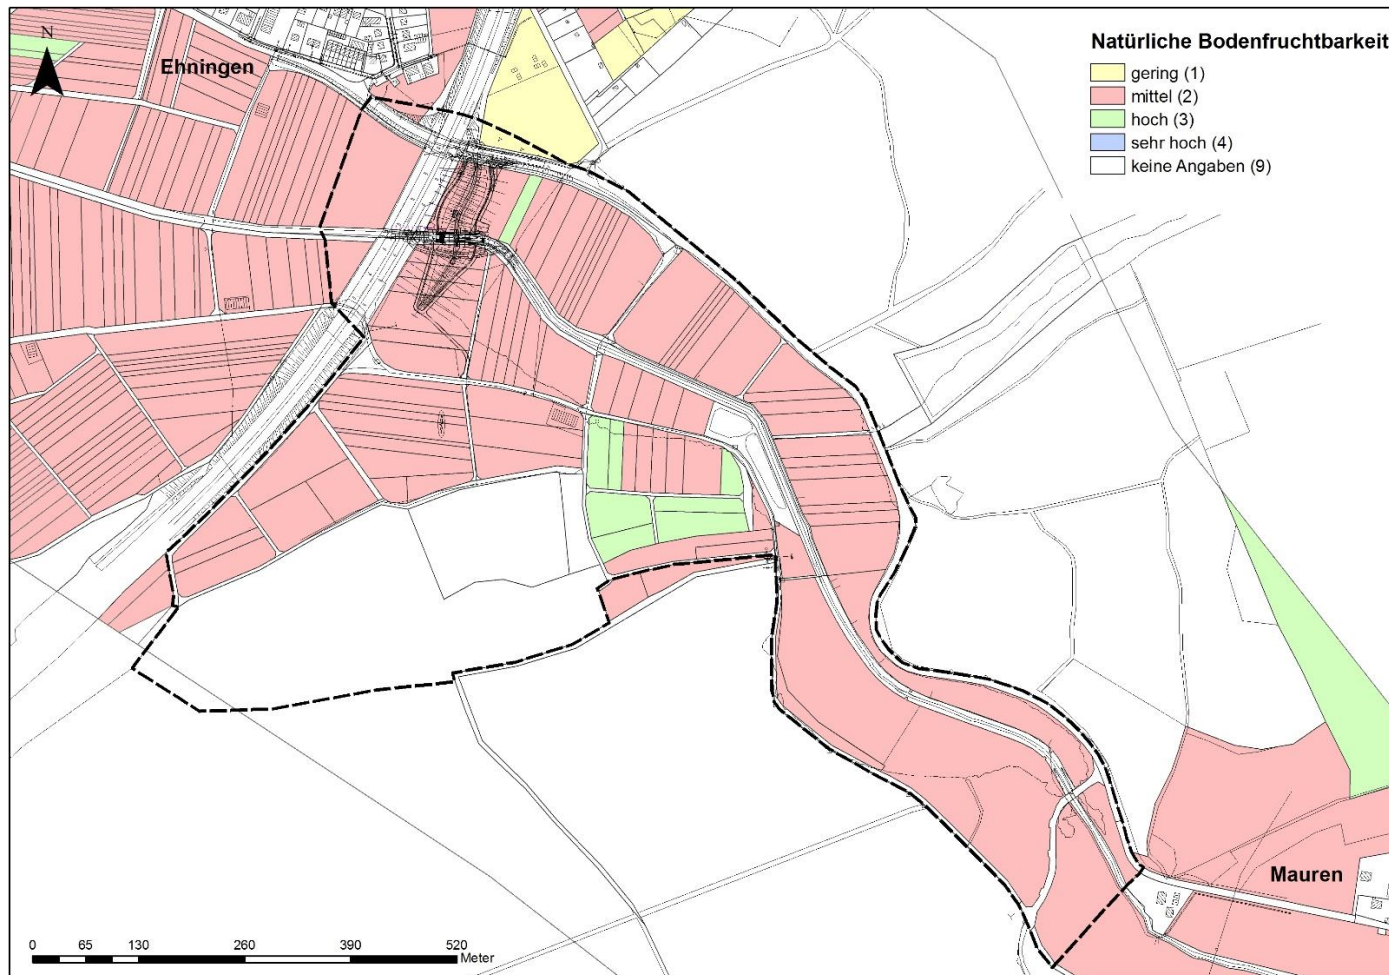 N
Ehningen
Natürliche Bodenfruchtbarkeit
gering (1)
mittel (2)
hoch (3)
sehr hoch (4)
keine Angaben (9)
Mauren
0 65 130 260 390 520
Meter